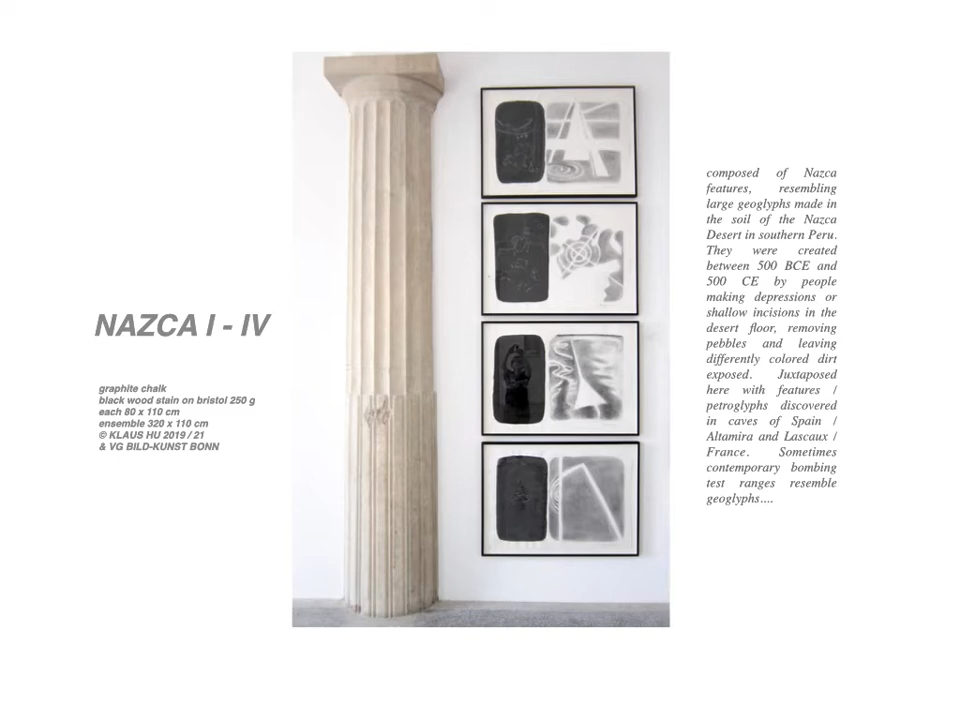 NAZCA I - IV
graphite chalk
black wood stain on bristol 250 g
each 80 x 110 cm
ensemble 320 x 110 cm
© KLAUS HU 2019 / 21
& VG BILD-KUNST BONN
composed of Nazca
features, resembling
large geoglyphs made in
the soil of the Nazca
Desert in southern Peru.
They were created
between 500 BCE and
500 CE by people
making depressions or
shallow incisions in the
desert floor, removing
pebbles and leaving
differently colored dirt
exposed. Juxtaposed
here with features /
petroglyphs discovered
in caves of Spain /
Altamira and Lascaux /
France. Sometimes
contemporary bombing
test ranges resemble
geoglyphs....